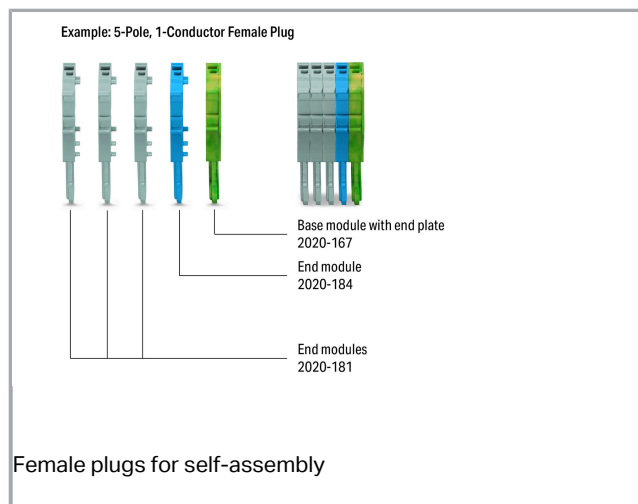 Example: 5-Pole, 1-Conductor Female Plug
Base module with end plate
2020-167
End module
2020-184
End modules
2020-181
Female plugs for self-assembly